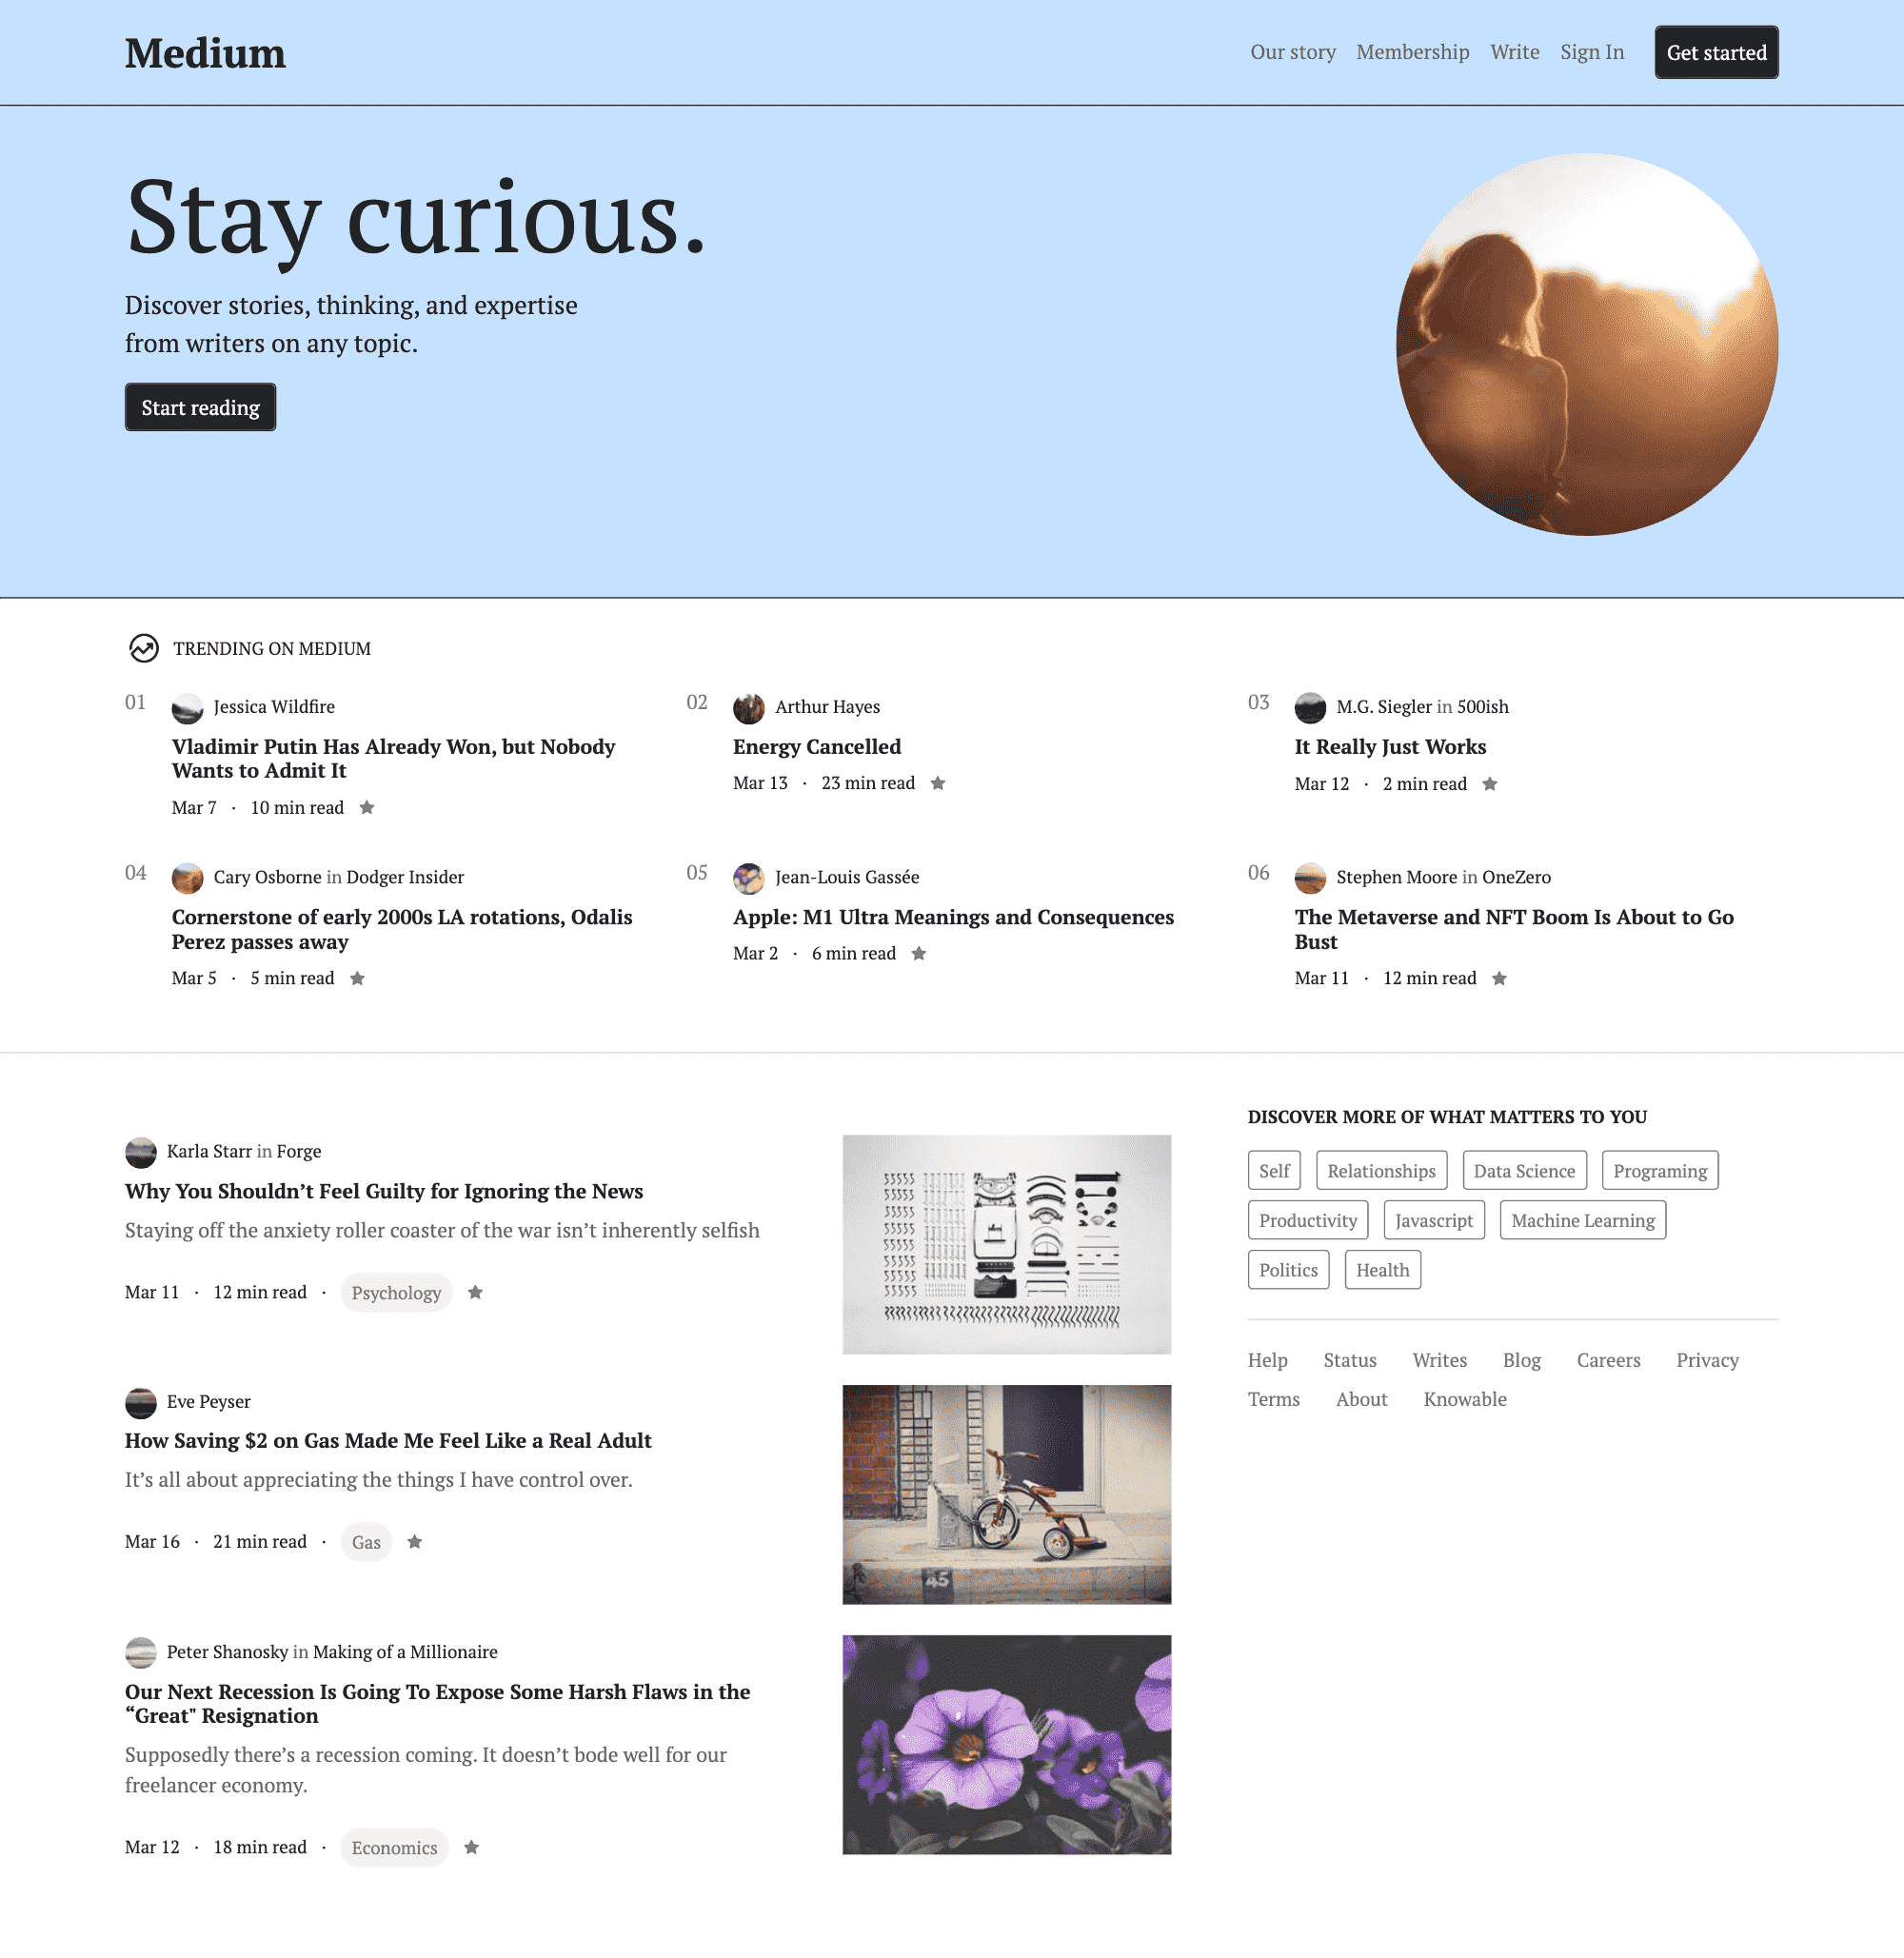 Medium
Our story Membership Write Sign In Get started
Stay curious.
Discover stories, thinking, and expertise
from writers on any topic.
Start reading
TRENDING ON MEDIUM
01
Jessica Wildfire
Vladimir Putin Has Already Won, but Nobody
Wants to Admit It
Mar 7 · 10 min read
02
Arthur Hayes
Energy Cancelled
Mar 13 · 23 min read
03
M.G. Siegler in 500ish
It Really Just Works
Mar 12 · 2 min read
04
Cary Osborne in Dodger Insider
Cornerstone of early 2000s LA rotations, Odalis
Perez passes away
Mar 5 · 5 min read
05
Jean-Louis Gassée
Apple: M1 Ultra Meanings and Consequences
Mar 2 · 6 min read
06
Stephen Moore in OneZero
The Metaverse and NFT Boom Is About to Go
Bust
Mar 11 · 12 min read
Karla Starr in Forge
Why You Shouldn’t Feel Guilty for Ignoring the News
Staying off the anxiety roller coaster of the war isn’t inherently selfish
Mar 11 · 12 min read · Psychology
Eve Peyser
How Saving $2 on Gas Made Me Feel Like a Real Adult
It’s all about appreciating the things I have control over.
Mar 16 · 21 min read · Gas
45
Peter Shanosky in Making of a Millionaire
Our Next Recession Is Going To Expose Some Harsh Flaws in the
“Great" Resignation
Supposedly there’s a recession coming. It doesn’t bode well for our
freelancer economy.
Mar 12 · 18 min read · Economics
DISCOVER MORE OF WHAT MATTERS TO YOU
Self Relationships Data Science Programing
Productivity Javascript Machine Learning
Politics Health
Help Status Writes Blog Careers Privacy
Terms About Knowable